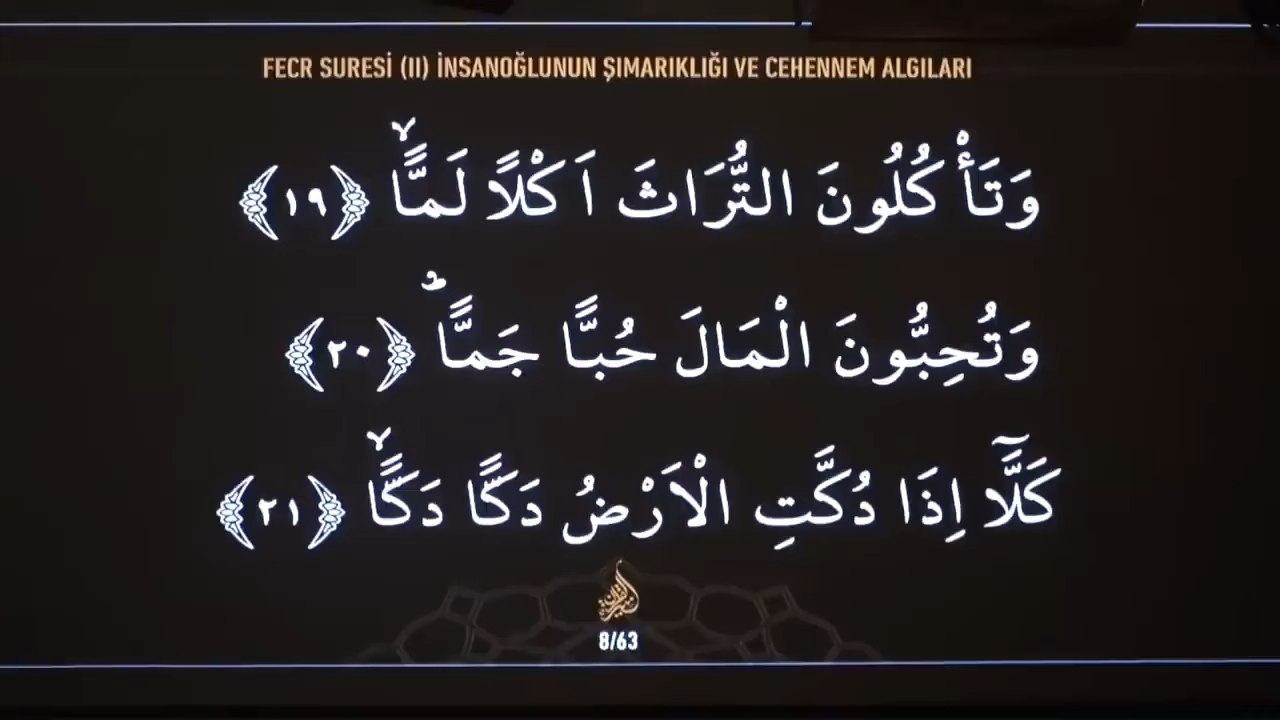 FECR SURESİ (II) İNSANOĞLUNUN ŞIMARIKLIĞI VE CEHENNEM ALGILARI
وَتَأْكُلُونَ التُّرَاثَ اَكْلًا لَمًّاۙ ﴿١٩﴾
وَتُحِبُّونَ الْمَالَ حُبًّا جَمًّاؕ ﴿٢٠﴾
كَلَّٓا اِذَا دُكَّتِ الْاَرْضُ دَكًّا دَكًّاۙ ﴿٢١﴾
8/63